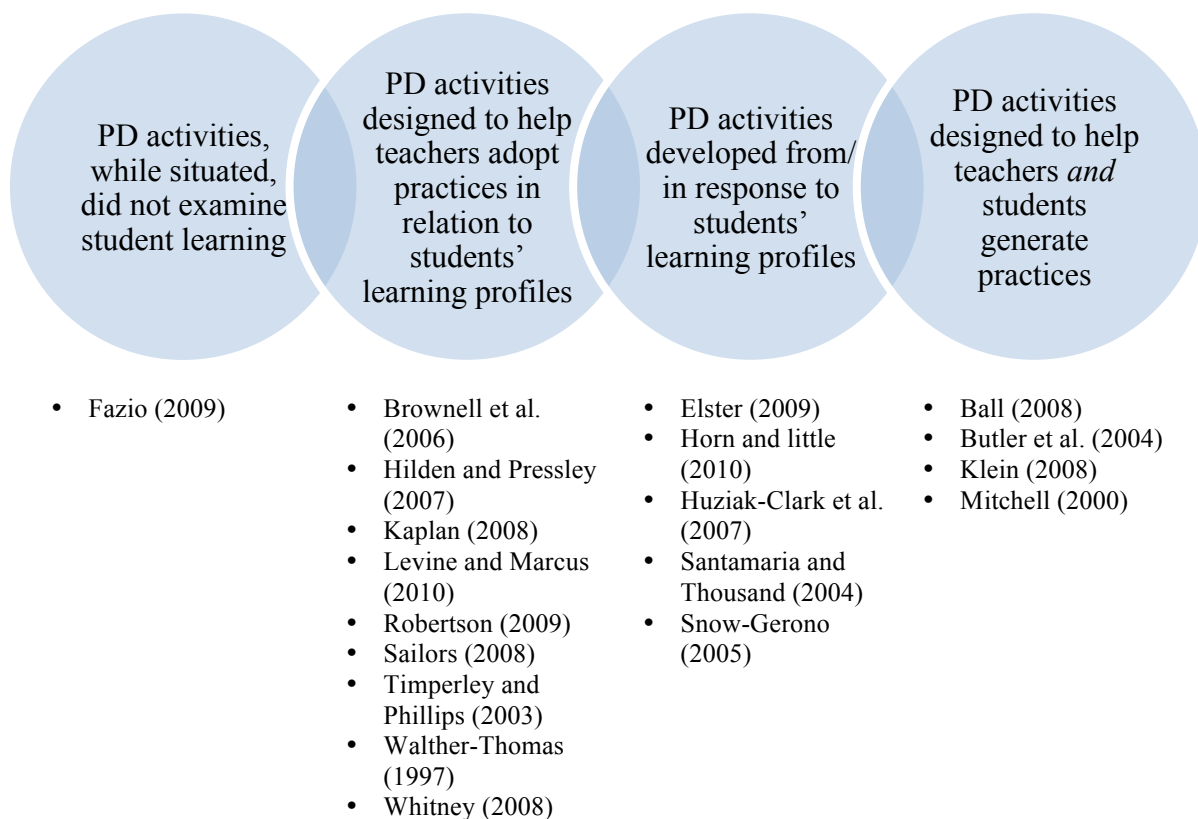 PD activities,
while situated,
did not examine
student learning
PD activities
designed to help
teachers adopt
practices in
relation to
students’
learning profiles
PD activities
developed from/
in response to
students’
learning profiles
PD activities
designed to help
teachers and
students
generate
practices
• Fazio (2009)
• Brownell et al.
(2006)
• Hilden and Pressley
(2007)
• Kaplan (2008)
• Levine and Marcus
(2010)
• Robertson (2009)
• Sailors (2008)
• Timperley and
Phillips (2003)
• Walther-Thomas
(1997)
• Whitney (2008)
• Elster (2009)
• Horn and little
(2010)
• Huziak-Clark et al.
(2007)
• Santamaria and
Thousand (2004)
• Snow-Gerono
(2005)
• Ball (2008)
• Butler et al. (2004)
• Klein (2008)
• Mitchell (2000)